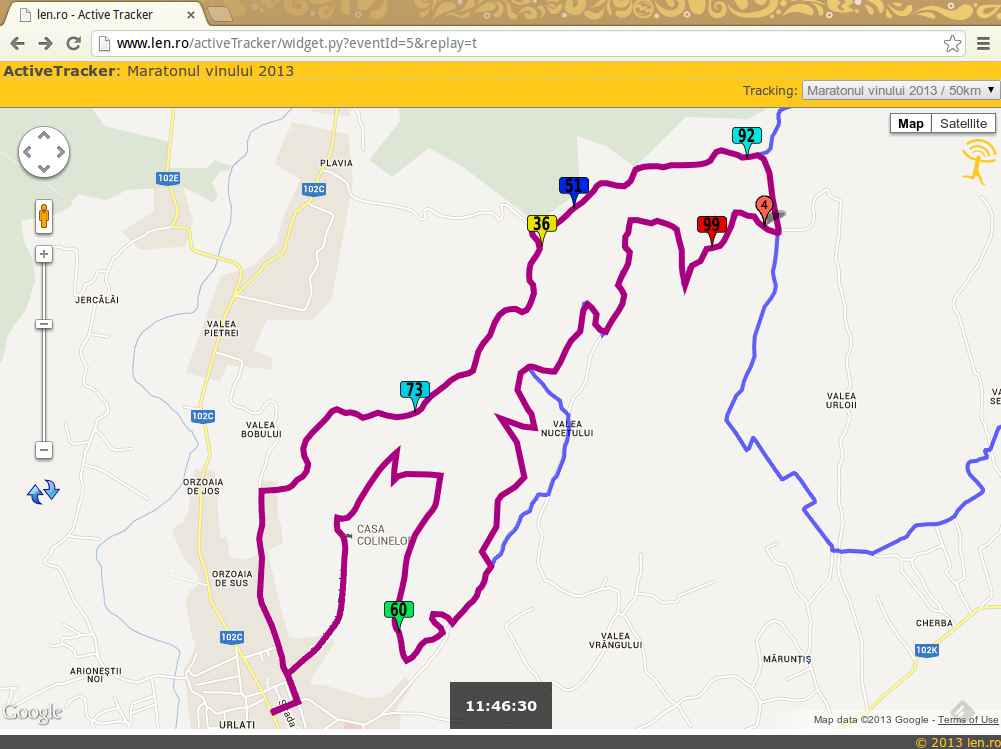 len.ro - Active Tracker
www.len.ro/activeTracker/widget.py?eventId=5&replay=t
ActiveTracker: Maratonul vinului 2013
Tracking: Maratonul vinului 2013 / 50km
Map Satellite
92
PLAVIA
102E
102C
51
4
36
99
JERCĂLĂI
VALEA
PIETREI
73
VALEA
URLOII
VA
SE
102C
VALEA
BOBULUI
VALEA
NUCETULUI
ORZOAIA
DE JOS
CASA
COLINELOR
ORZOAIA
DE SUS
60
CHERBA
102C
VALEA
VRÂNGULUI
102K
MĂRUNȚIȘ
ARIONEȘTII
NOI
Strada
11:46:30
Google
URLATI
Map data ©2013 Google - Terms of Use
© 2013 len.ro